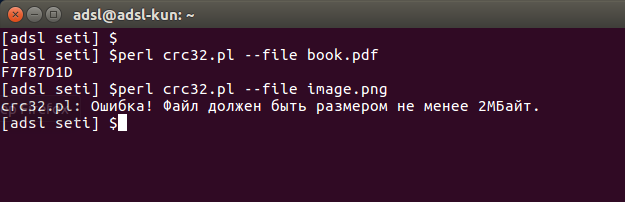 adsl@adsl-kun: ~
[adsl seti] $
[adsl seti] $perl crc32.pl --file book.pdf
F7F87D1D
[adsl seti] $perl crc32.pl --file image.png
crc32.pl: Ошибка! Файл должен быть размером не менее 2МБайт.
[adsl seti] $